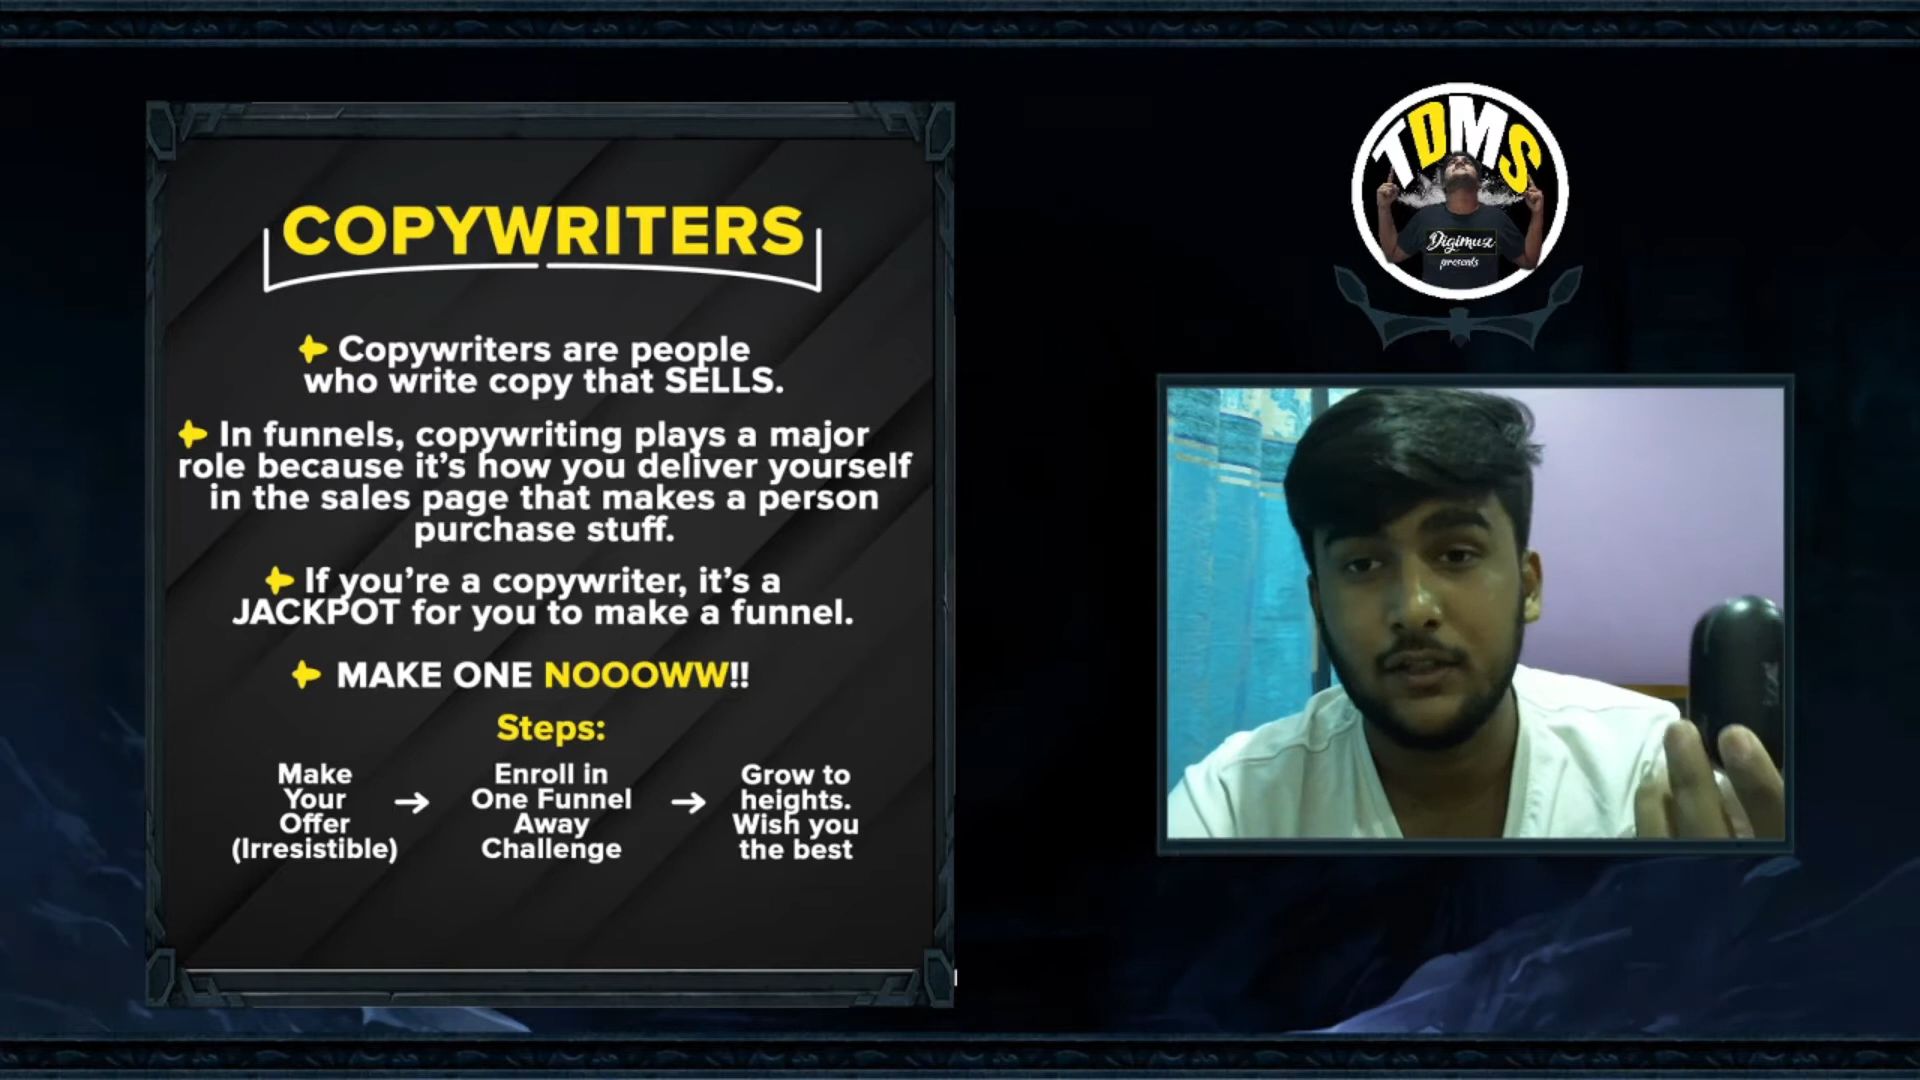 COPYWRITERS
Copywriters are people
who write copy that SELLS.
In funnels, copywriting plays a major
role because it's how you deliver yourself
in the sales page that makes a person
purchase stuff.
If you're a copywriter, it's a
JACKPOT for you to make a funnel.
MAKE ONE NOOOWW!!
Steps:
Make
Your
Offer
(Irresistible)
→
Enroll in
One Funnel
Away
Challenge
→
Grow to
heights.
Wish you
the best
TDMS
Digimux
presents